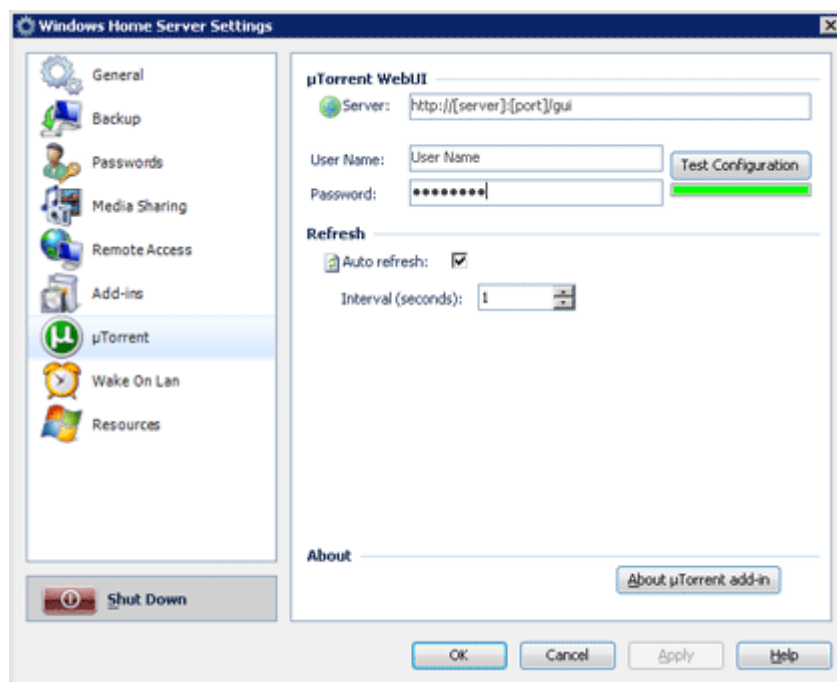 Windows Home Server Settings
General
Backup
Passwords
Media Sharing
Remote Access
Add-ins
µTorrent
Wake On Lan
Resources
Shut Down
µTorrent WebUI
Server: http://[server]:[port]/gui
User Name: User Name
Test Configuration
Password: ••••••••
Refresh
Auto refresh:
Interval (seconds): 1
About
About µTorrent add-in
OK Cancel Apply Help